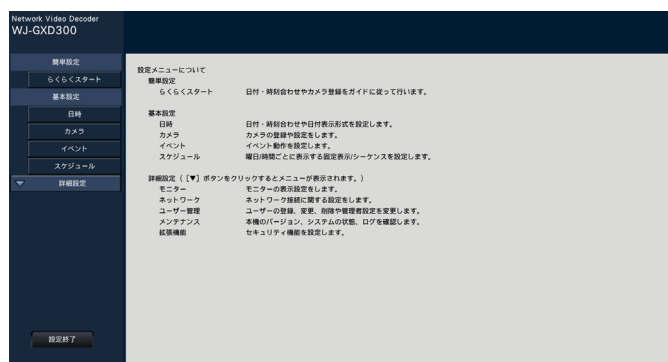 Network Video Decoder
WJ-GXD300
簡単設定
らくらくスタート
基本設定
日時
カメラ
イベント
スケジュール
▼ 詳細設定
設定終了
設定メニューについて
簡単設定
らくらくスタート 日付・時刻合わせやカメラ登録をガイドに従って行います。
基本設定
日時 日付・時刻合わせや日付表示形式を設定します。
カメラ カメラの登録や設定をします。
イベント イベント動作を設定します。
スケジュール 曜日/時間ごとに表示する固定表示/シーケンスを設定します。
詳細設定（［▼］ボタンをクリックするとメニューが表示されます。）
モニター モニターの表示設定をします。
ネットワーク ネットワーク接続に関する設定をします。
ユーザー管理 ユーザーの登録、変更、削除や管理者設定を変更します。
メンテナンス 本機のバージョン、システムの状態、ログを確認します。
拡張機能 セキュリティ機能を設定します。